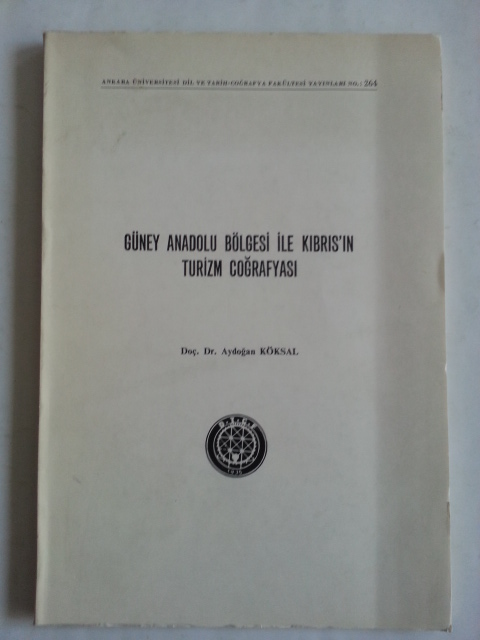 ANKARA ÜNİVERSİTESİ DİL VE TARİH-COĞRAFYA FAKÜLTESİ YAYINLARI NO.: 264
GÜNEY ANADOLU BÖLGESİ İLE KIBRIS'IN
TURİZM COĞRAFYASI
Doç. Dr. Aydoğan KÖKSAL